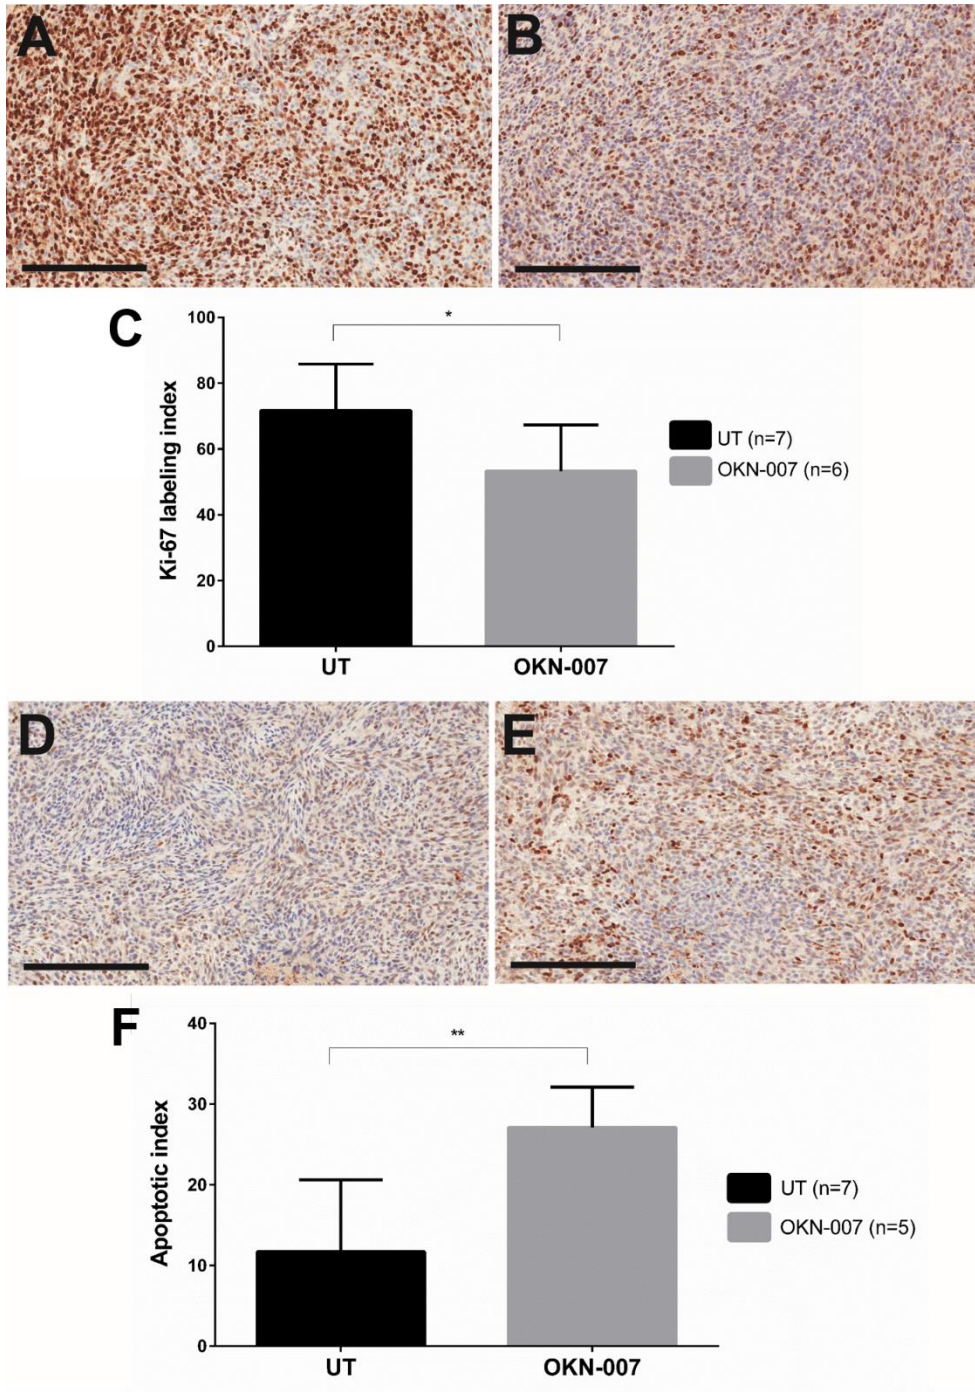 A
B
C
*
100
80
60
40
20
0
Ki-67 labeling index
UT
OKN-007
UT (n=7)
OKN-007 (n=6)
D
E
F
**
40
30
20
10
0
Apoptotic index
UT
OKN-007
UT (n=7)
OKN-007 (n=5)